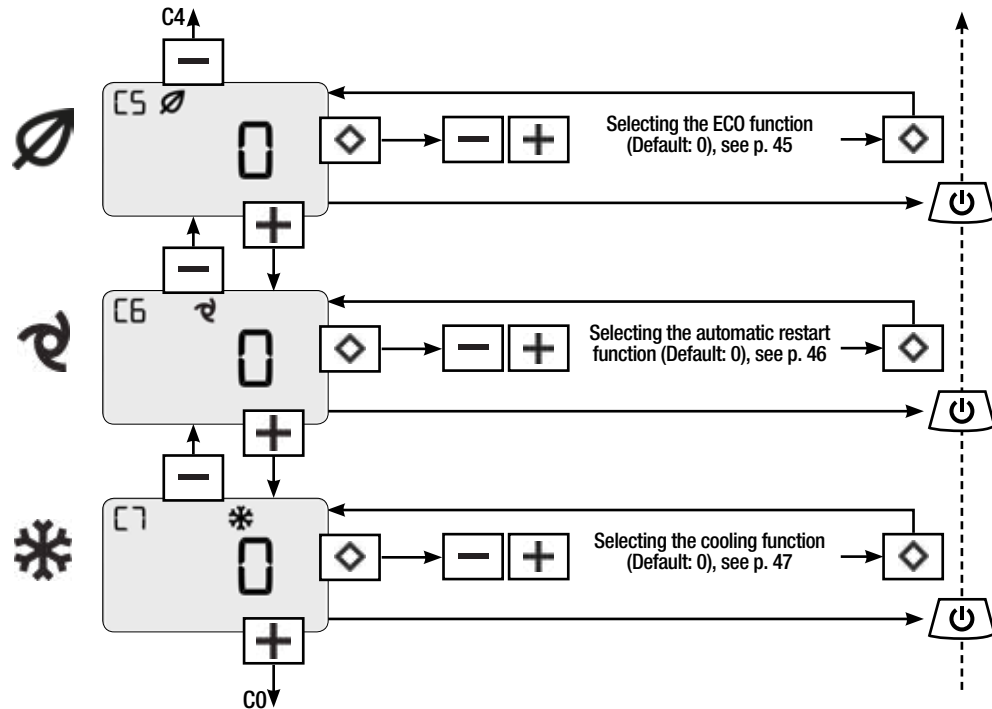 C4
C5
0
Selecting the ECO function
(Default: 0), see p. 45
C6
0
Selecting the automatic restart
function (Default: 0), see p. 46
C7
0
Selecting the cooling function
(Default: 0), see p. 47
C0